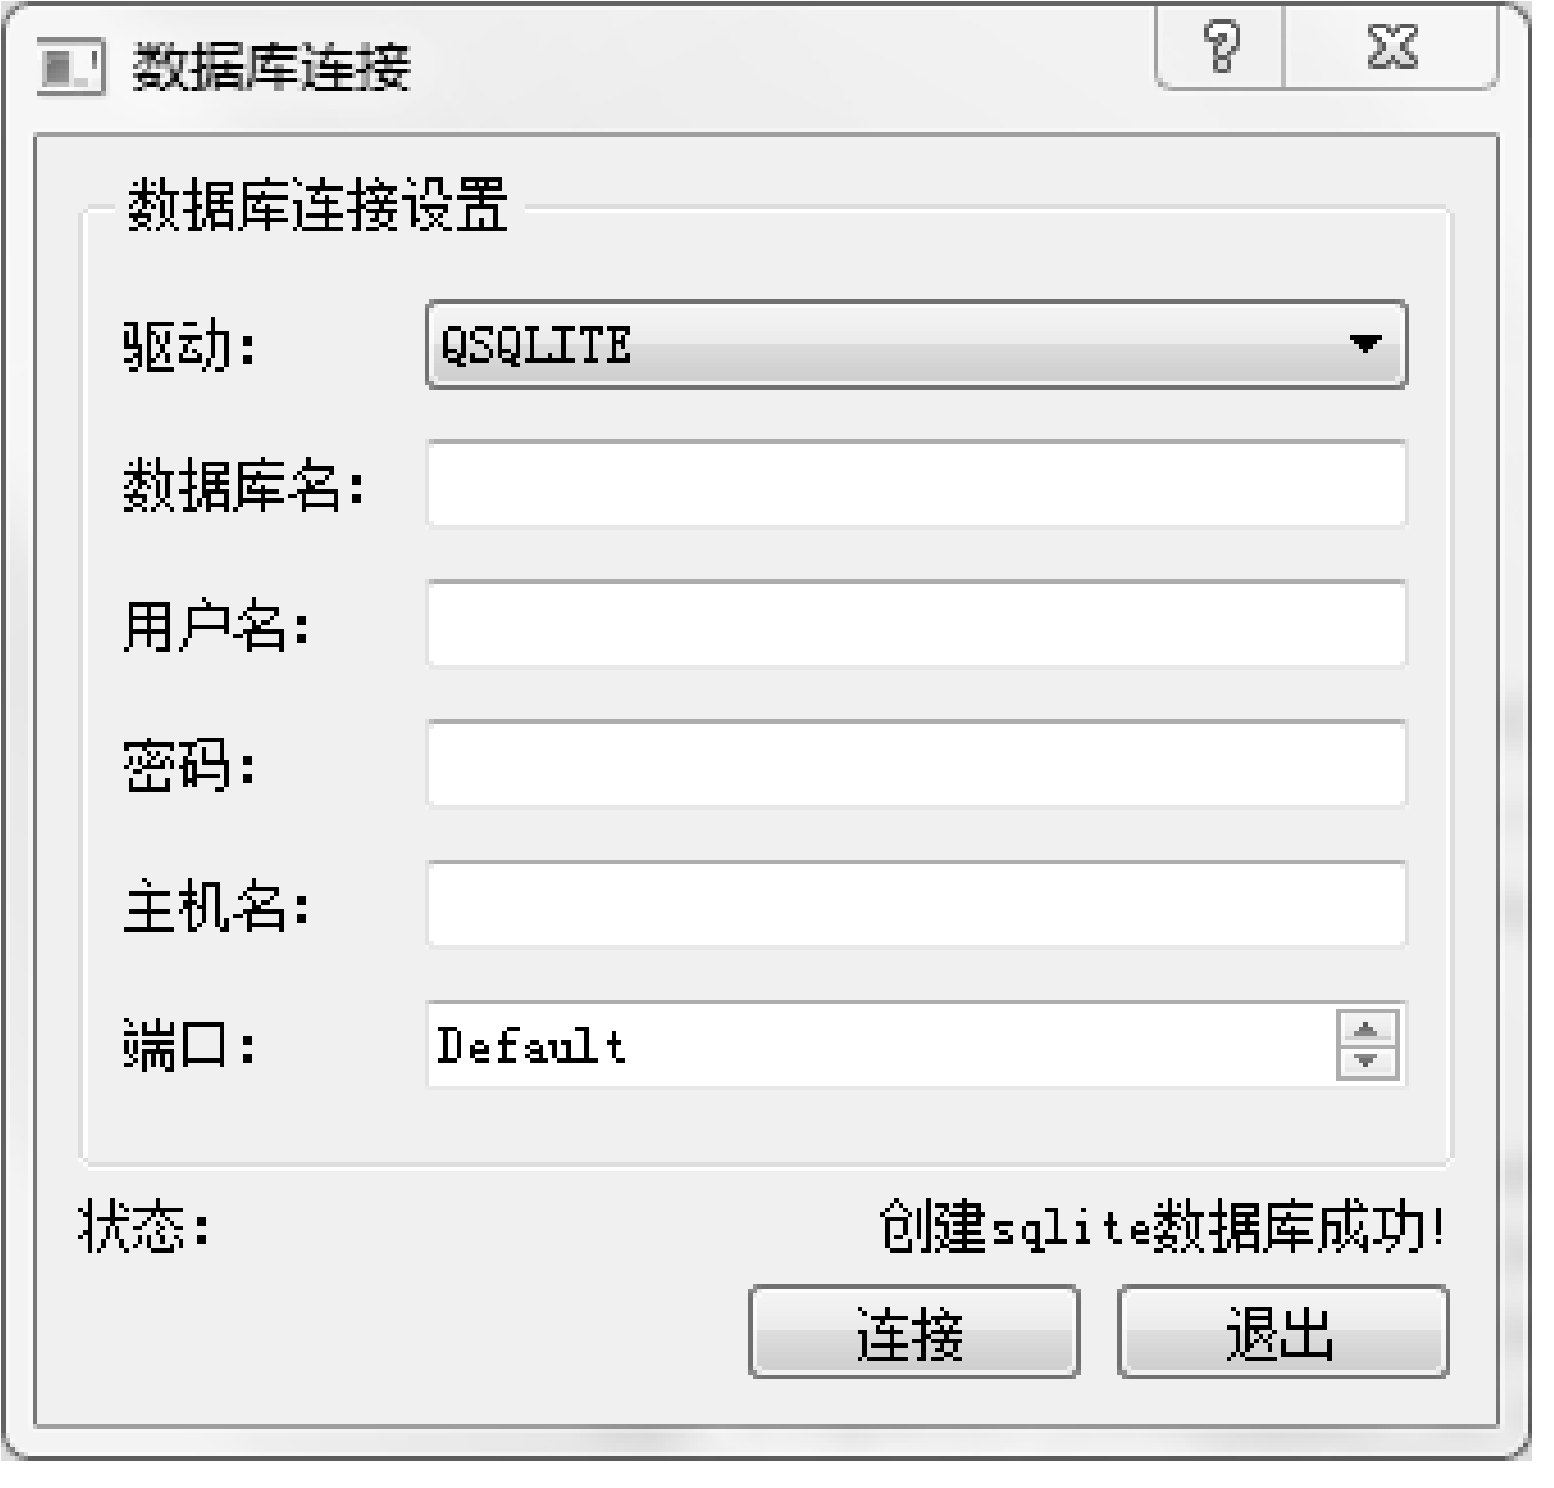 数据库连接
数据库连接设置
驱动: QSQLITE
数据库名:
用户名:
密码:
主机名:
端口: Default
状态: 创建sqlite数据库成功!
连接 退出